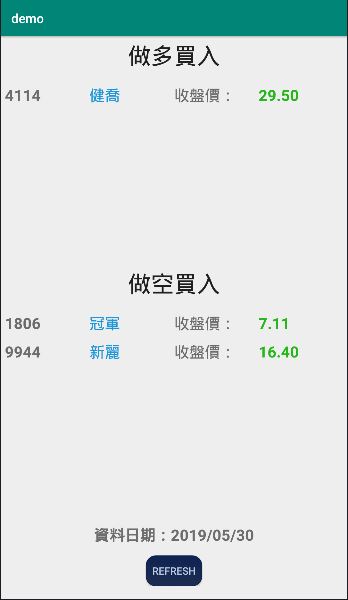 demo
做多買入
4114 健喬 收盤價： 29.50
做空買入
1806 冠軍 收盤價： 7.11
9944 新麗 收盤價： 16.40
資料日期：2019/05/30
REFRESH